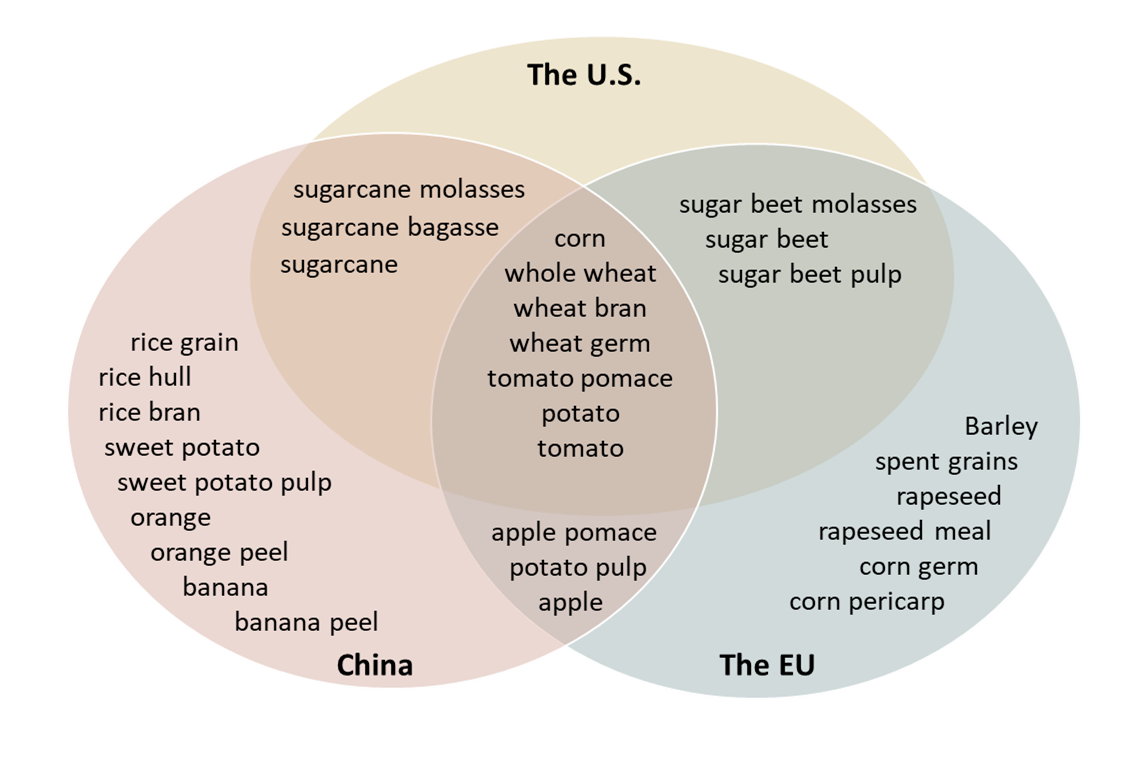 The U.S.
sugarcane molasses
sugarcane bagasse
sugarcane
sugar beet molasses
sugar beet
sugar beet pulp
corn
whole wheat
wheat bran
wheat germ
tomato pomace
potato
tomato
rice grain
rice hull
rice bran
sweet potato
sweet potato pulp
orange
orange peel
banana
banana peel
apple pomace
potato pulp
apple
Barley
spent grains
rapeseed
rapeseed meal
corn germ
corn pericarp
China
The EU